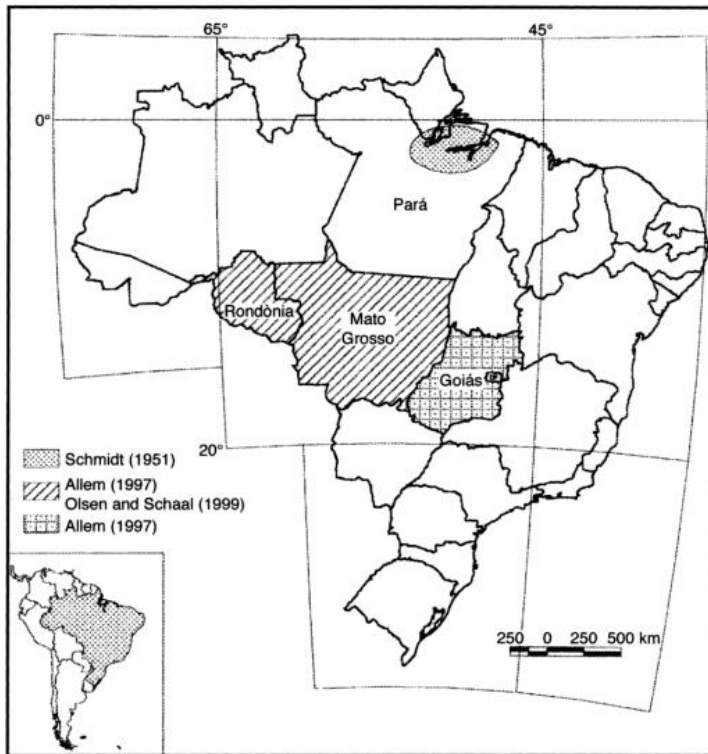 65°
45°
0°
Pará
Rondònia
Mato
Grosso
Goiás
20°
Schmidt (1951)
Allem (1997)
Olsen and Schaal (1999)
Allem (1997)
250 0 250 500 km